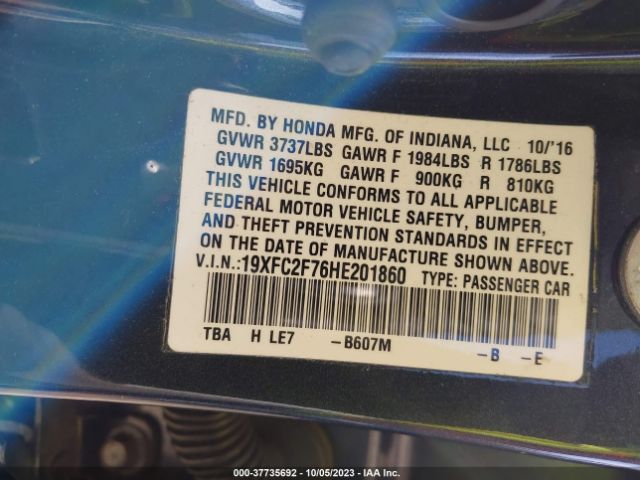 MFD. BY HONDA MFG. OF INDIANA, LLC 10/'16
GVWR 3737LBS GAWR F 1984LBS R 1786LBS
GVWR 1695KG GAWR F 900KG R 810KG
THIS VEHICLE CONFORMS TO ALL APPLICABLE
FEDERAL MOTOR VEHICLE SAFETY, BUMPER,
AND THEFT PREVENTION STANDARDS IN EFFECT
ON THE DATE OF MANUFACTURE SHOWN ABOVE.
V.I.N.:19XFC2F76HE201860 TYPE: PASSENGER CAR
TBA H LE7 -B607M -B -E
000-37735692 - 10/05/2023 - IAA Inc.